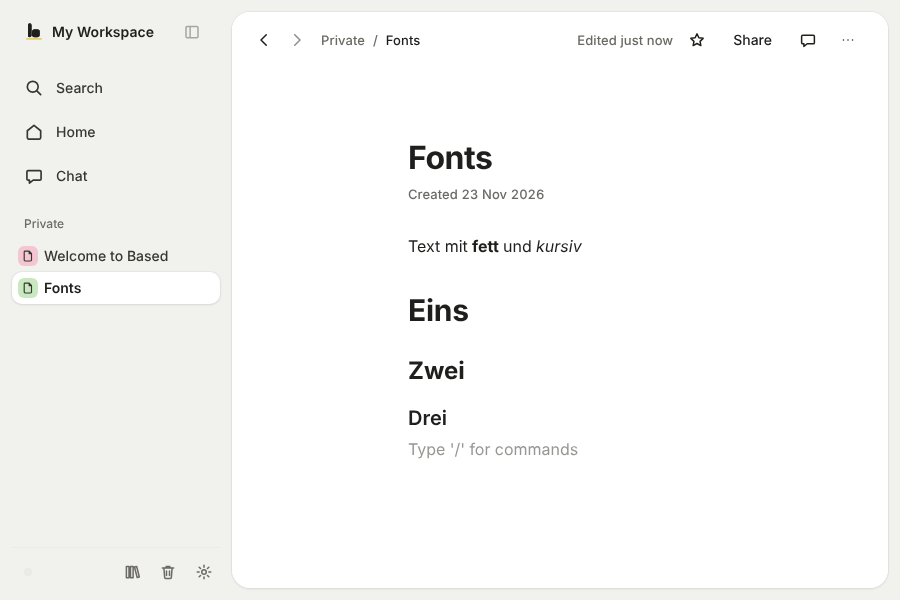 My Workspace
Search
Home
Chat
Private
Welcome to Based
Fonts
Private / Fonts
Edited just now
Share
Fonts
Created 23 Nov 2026
Text mit fett und kursiv
Eins
Zwei
Drei
Type '/' for commands